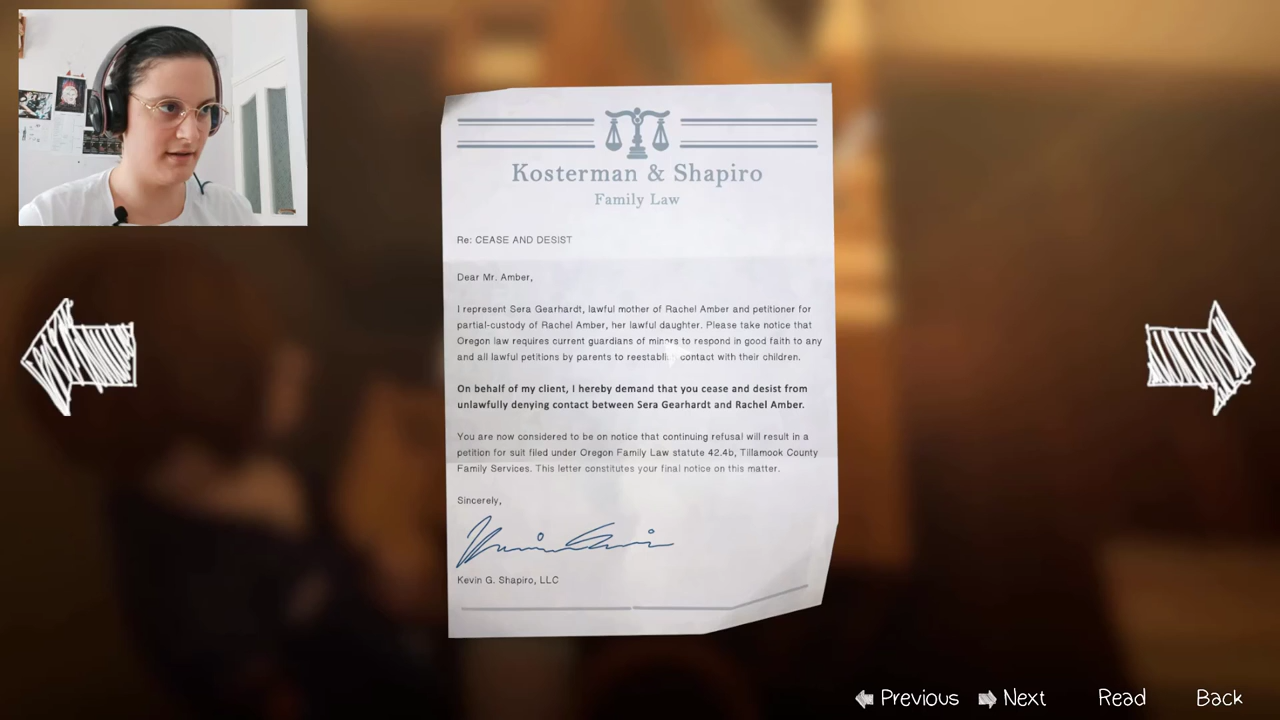 Kosterman & Shapiro
Family Law
Re: CEASE AND DESIST
Dear Mr. Amber,
I represent Sera Gearhardt, lawful mother of Rachel Amber and petitioner for
partial-custody of Rachel Amber, her lawful daughter. Please take notice that
Oregon law requires current guardians of minors to respond in good faith to any
and all lawful petitions by parents to reestablish contact with their children.
On behalf of my client, I hereby demand that you cease and desist from
unlawfully denying contact between Sera Gearhardt and Rachel Amber.
You are now considered to be on notice that continuing refusal will result in a
petition for suit filed under Oregon Family Law statute 42.4b, Tillamook County
Family Services. This letter constitutes your final notice on this matter.
Sincerely,
Kevin G. Shapiro, LLC
Previous Next Read Back